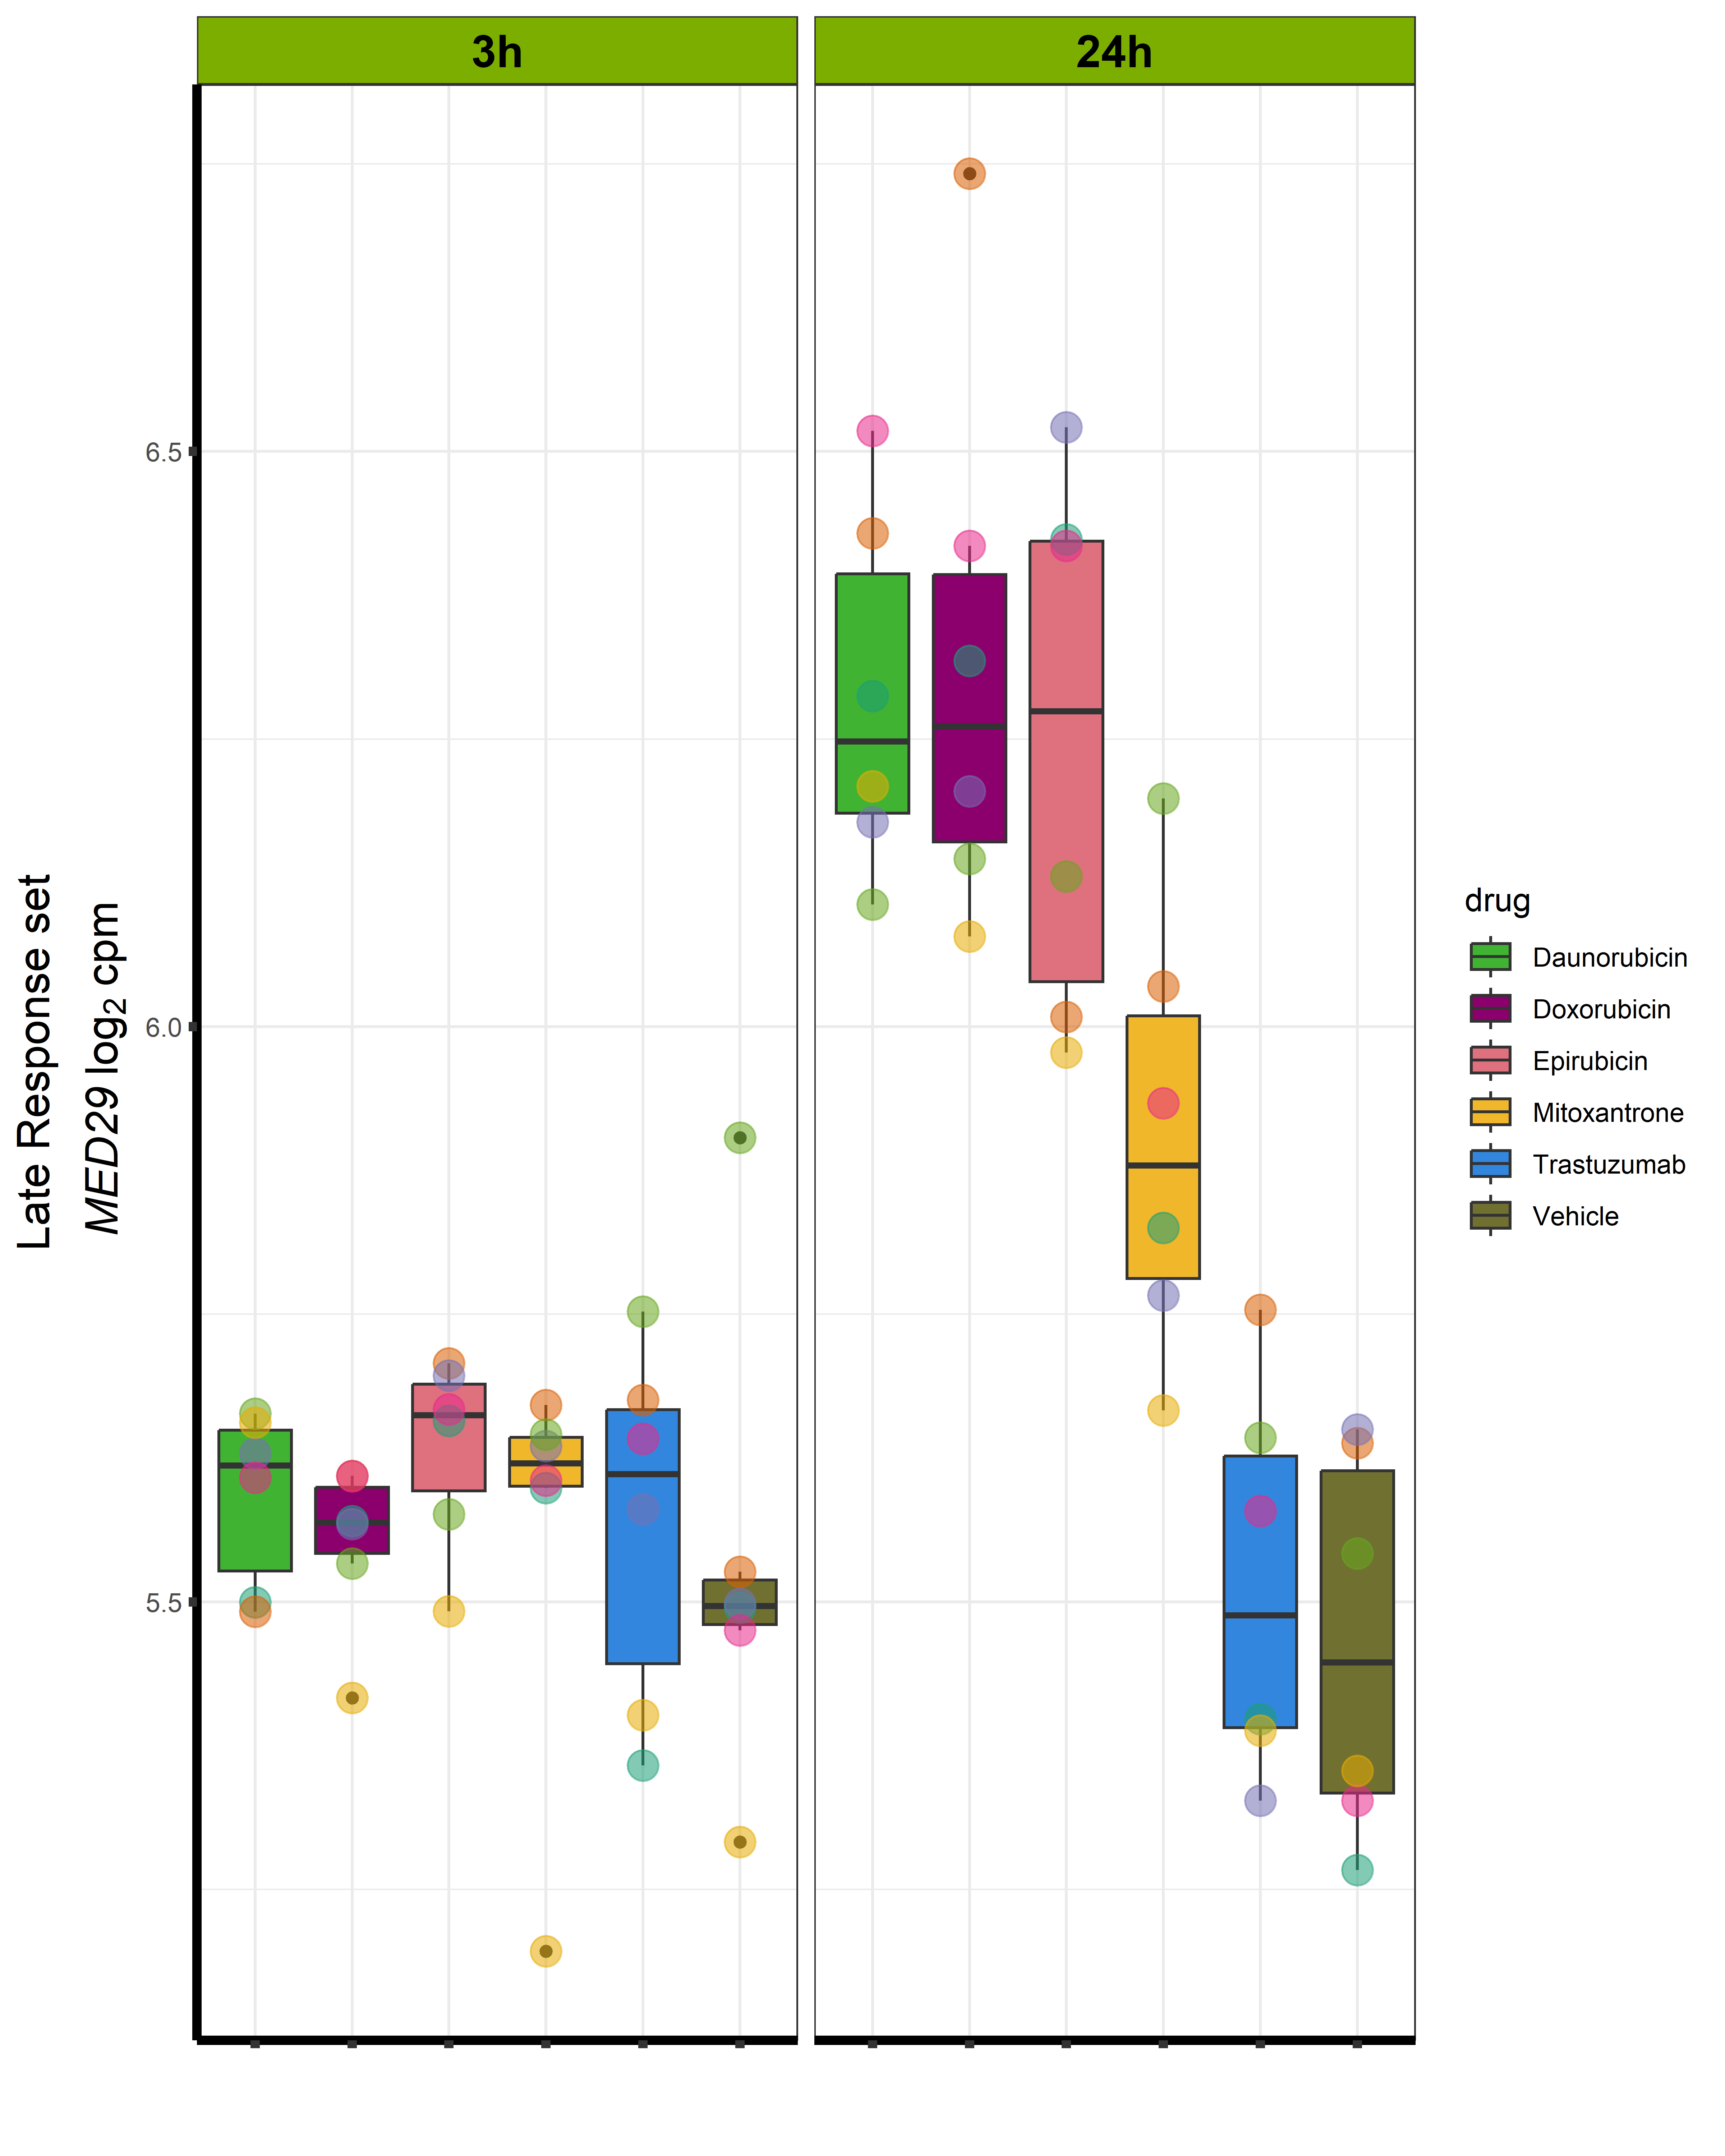 3h
24h
Late Response set
MED29 log₂ cpm
6.5
6.0
5.5
drug
Daunorubicin
Doxorubicin
Epirubicin
Mitoxantrone
Trastuzumab
Vehicle